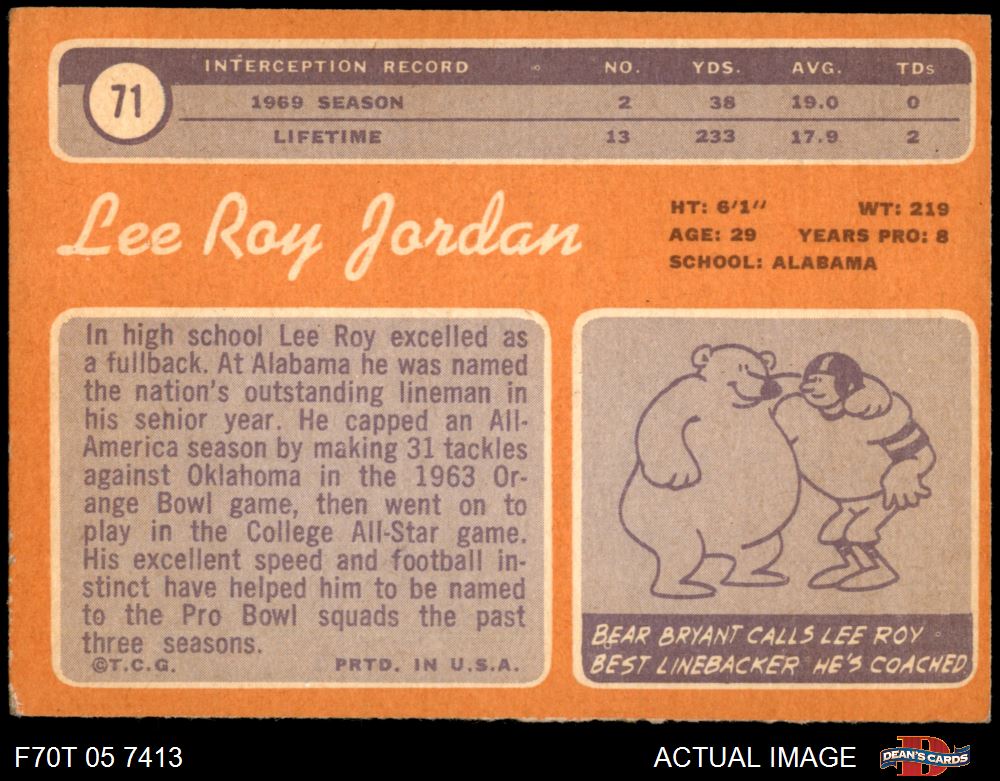 71
INTERCEPTION RECORD NO. YDS. AVG. TDs
1969 SEASON 2 38 19.0 0
LIFETIME 13 233 17.9 2
Lee Roy Jordan
HT: 6'1" WT: 219
AGE: 29 YEARS PRO: 8
SCHOOL: ALABAMA
In high school Lee Roy excelled as
a fullback. At Alabama he was named
the nation's outstanding lineman in
his senior year. He capped an All-
America season by making 31 tackles
against Oklahoma in the 1963 Or-
ange Bowl game, then went on to
play in the College All-Star game.
His excellent speed and football in-
stinct have helped him to be named
to the Pro Bowl squads the past
three seasons.
©T.C.G. PRTD. IN U.S.A.
BEAR BRYANT CALLS LEE ROY
BEST LINEBACKER HE'S COACHED
F70T 05 7413 ACTUAL IMAGE DEAN'S CARDS